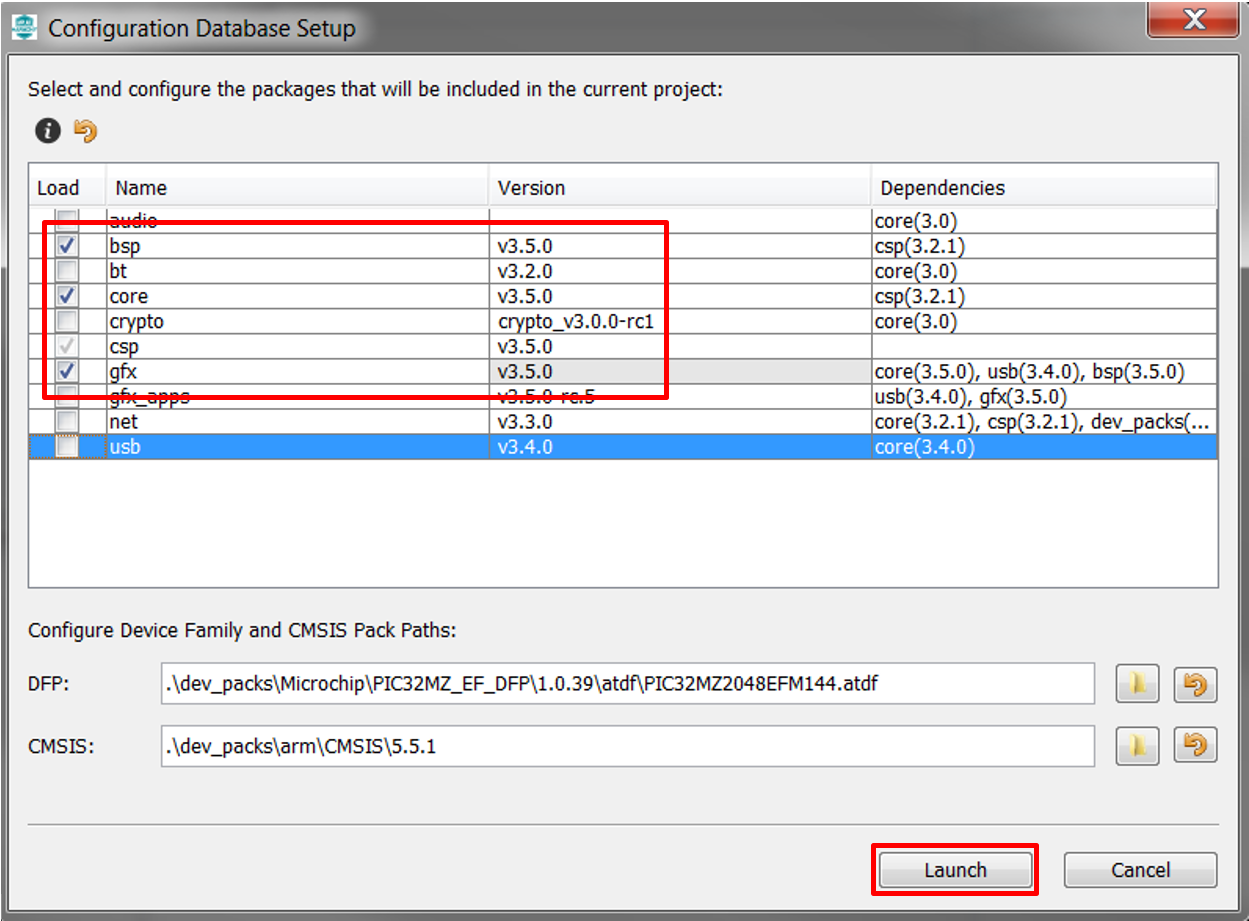 Configuration Database Setup
Select and configure the packages that will be included in the current project:
Load Name Version Dependencies
audio core(3.0)
bsp v3.5.0 csp(3.2.1)
bt v3.2.0 core(3.0)
core v3.5.0 csp(3.2.1)
crypto crypto_v3.0.0-rc1 core(3.0)
csp v3.5.0
gfx v3.5.0 core(3.5.0), usb(3.4.0), bsp(3.5.0)
gfx_apps v3.5.0-rc.5 usb(3.4.0), gfx(3.5.0)
net v3.3.0 core(3.2.1), csp(3.2.1), dev_packs(...
usb v3.4.0 core(3.4.0)
Configure Device Family and CMSIS Pack Paths:
DFP: .\dev_packs\Microchip\PIC32MZ_EF_DFP\1.0.39\atdf\PIC32MZ2048EFM144.atdf
CMSIS: .\dev_packs\arm\CMSIS\5.5.1
Launch Cancel